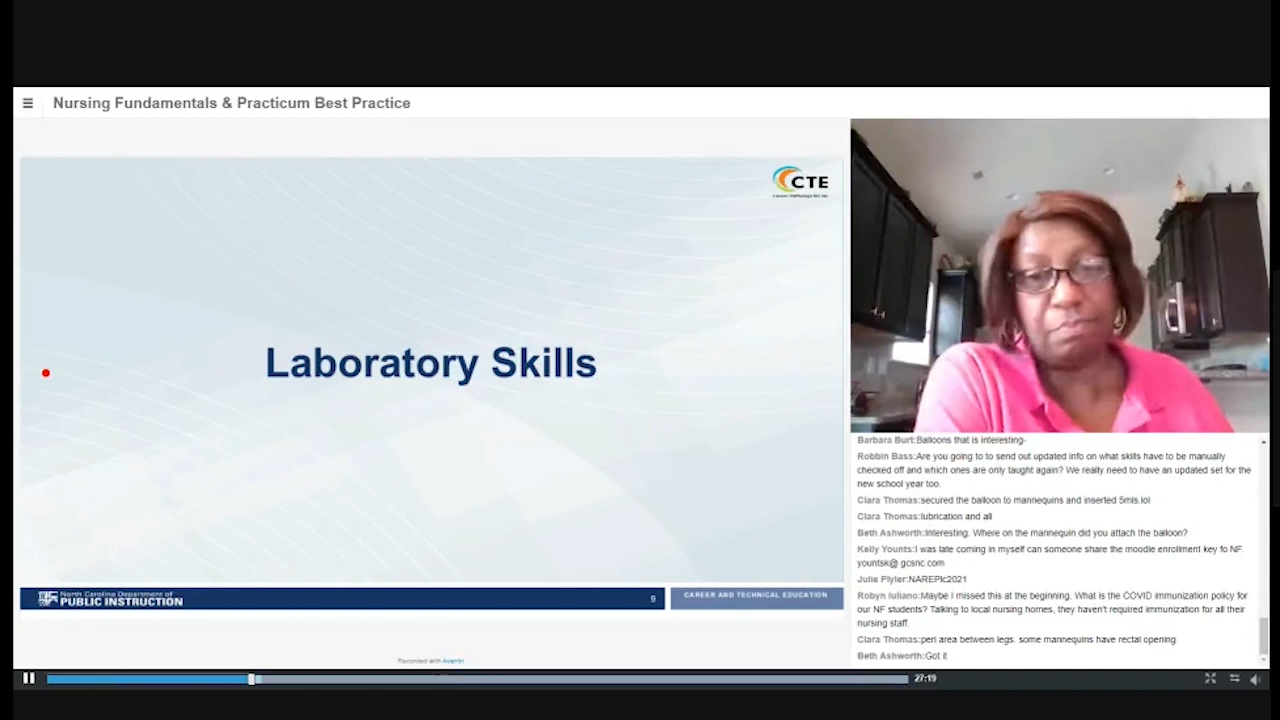 Nursing Fundamentals & Practicum Best Practice
CTE
Laboratory Skills
North Carolina Department of
PUBLIC INSTRUCTION
9
CAREER AND TECHNICAL EDUCATION
Recorded with
Barbara Burt:Balloons that is interesting-
Robbin Bass:Are you going to to send out updated info on what skills have to be manually
checked off and which ones are only taught again? We really need to have an updated set for the
new school year too.
Clara Thomas:secured the balloon to mannequins and inserted 5mls.lol
Clara Thomas:lubrication and all
Beth Ashworth:Interesting. Where on the mannequin did you attach the balloon?
Kelly Younts:I was late coming in myself can someone share the moodle enrollment key fo NF.
yountsk@ gcsnc.com
Julie Plyler:NAREPlc2021
Robyn Iuliano:Maybe I missed this at the beginning. What is the COVID immunization policy for
our NF students? Talking to local nursing homes, they haven't required immunization for all their
nursing staff.
Clara Thomas:peri area between legs. some mannequins have rectal opening
Beth Ashworth:Got it
27:19